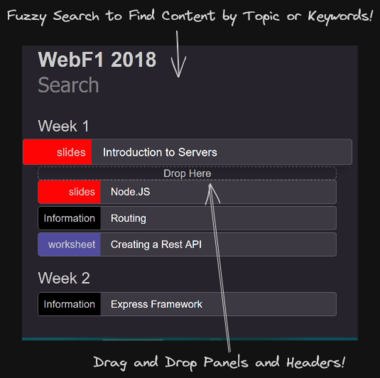 Fuzzy Search to Find Content by Topic or Keywords!
WebF1 2018
Search
Week 1
slides Introduction to Servers
Drop Here
slides Node.JS
Information Routing
worksheet Creating a Rest API
Week 2
Information Express Framework
Drag and Drop Panels and Headers!